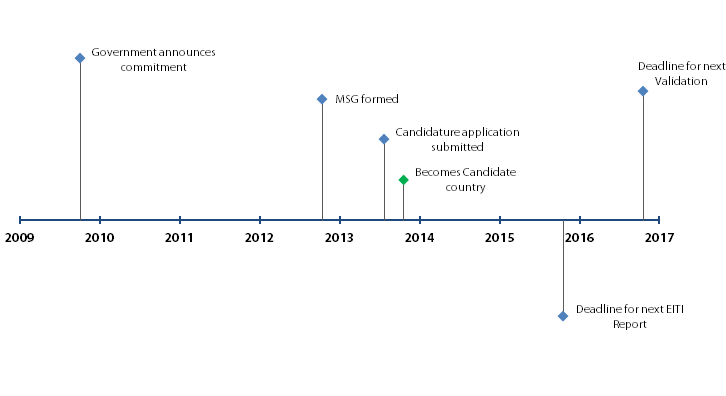 Government announces
commitment
Deadline for next
Validation
MSG formed
Candidature application
submitted
Becomes Candidate
country
2009 2010 2011 2012 2013 2014 2015 2016 2017
Deadline for next EITI
Report